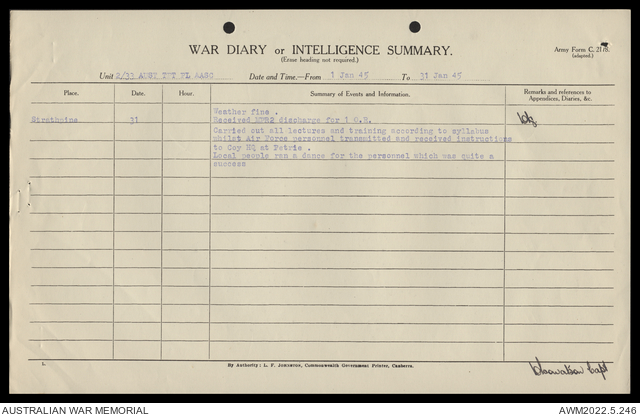 WAR DIARY or INTELLIGENCE SUMMARY.
(Erase heading not required.)
Army Form C. 2118.
(adapted.)
Unit 2/33 AUST TPT PL AASC Date and Time.—From 1 Jan 45 To 31 Jan 45
Place. Date. Hour. Summary of Events and Information. Remarks and references to Appendices, Diaries, &c.
Weather fine .
Strathpine 31 Received discharge for 1 O.R.
Carried out all lectures and training according to syllabus
whilst Air Force personnel transmitted and received instructions
to Coy HQ at Petrie .
Local people ran a dance for the personnel which was quite a
success
L.
By Authority: L. F. Johnston, Commonwealth Government Printer, Canberra.
Capt
AUSTRALIAN WAR MEMORIAL
AWM2022.5.246